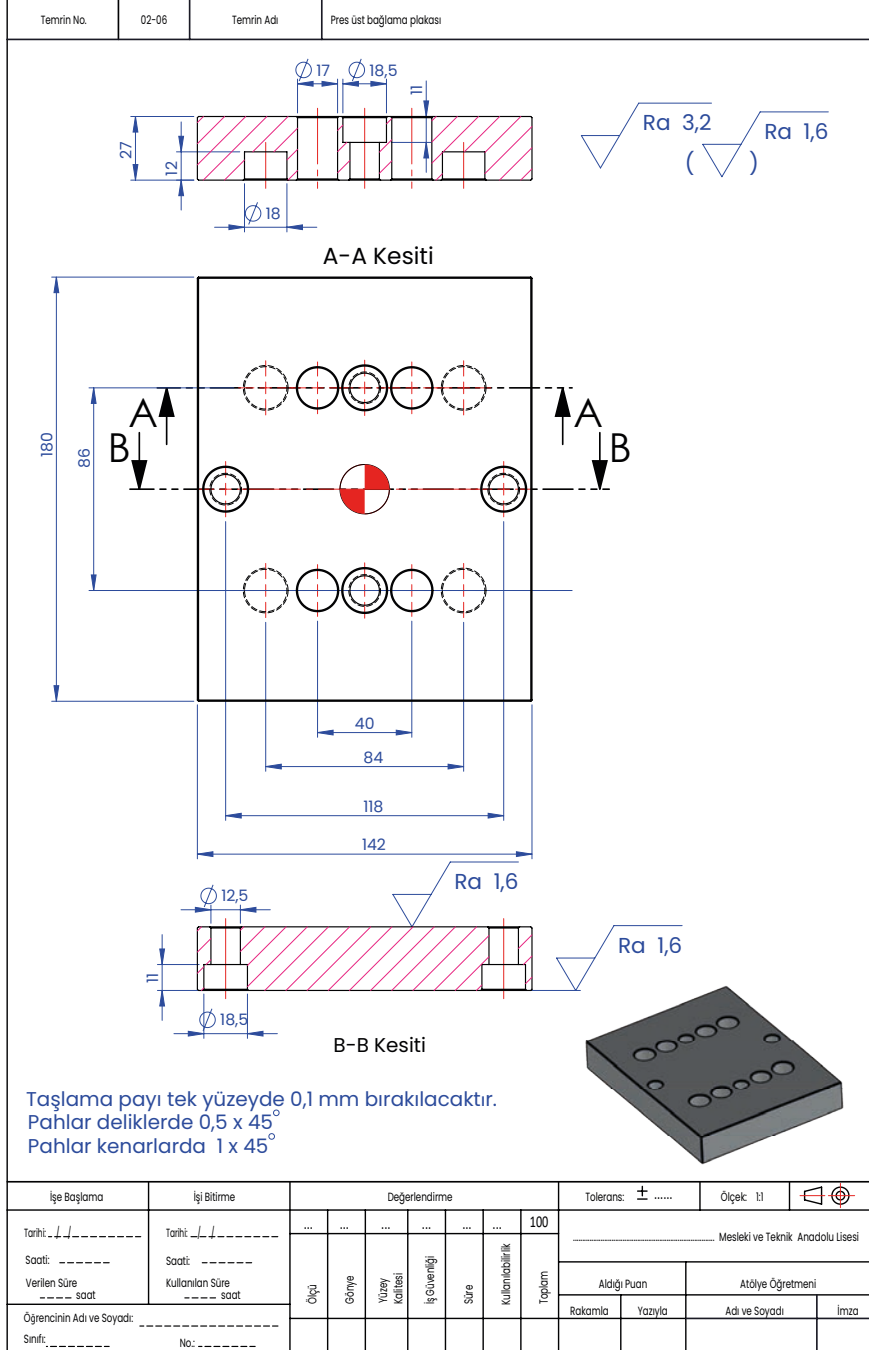 Temrin No. 02-06 Temrin Adı Pres üst bağlama plakası
∅ 17 ∅ 18,5 11
27 12
∅ 18
Ra 3,2 ( Ra 1,6 )
A-A Kesiti
A A
B B
180 86
40
84
118
142
Ra 1,6
∅ 12,5
Ra 1,6
11
∅ 18,5
B-B Kesiti
Taşlama payı tek yüzeyde 0,1 mm bırakılacaktır.
Pahlar deliklerde 0,5 x 45°
Pahlar kenarlarda 1 x 45°
İşe Başlama İşi Bitirme Değerlendirme Tolerans: ± ...... Ölçek: 1:1
Tarihi: _ / _ / _ _ _ _ _ _ Tarihi: _ / _ / _ _ _ _ _ _ ... ... ... ... ... ... 100
Saati: _ _ _ _ _ _ Saati: _ _ _ _ _ _
Verilen Süre Kullanılan Süre
_ _ _ _ saat _ _ _ _ saat
Ölçü Gönye Yüzey Kalitesi İş Güvenliği Süre Kullanılabilirlik Toplam
........................................ Mesleki ve Teknik Anadolu Lisesi
Aldığı Puan Atölye Öğretmeni
Rakamla Yazıyla Adı ve Soyadı İmza
Öğrencinin Adı ve Soyadı: _ _ _ _ _ _ _ _ _ _ _ _
Sınıfı: _ _ _ _ _ _ _ No.: _ _ _ _ _ _ _